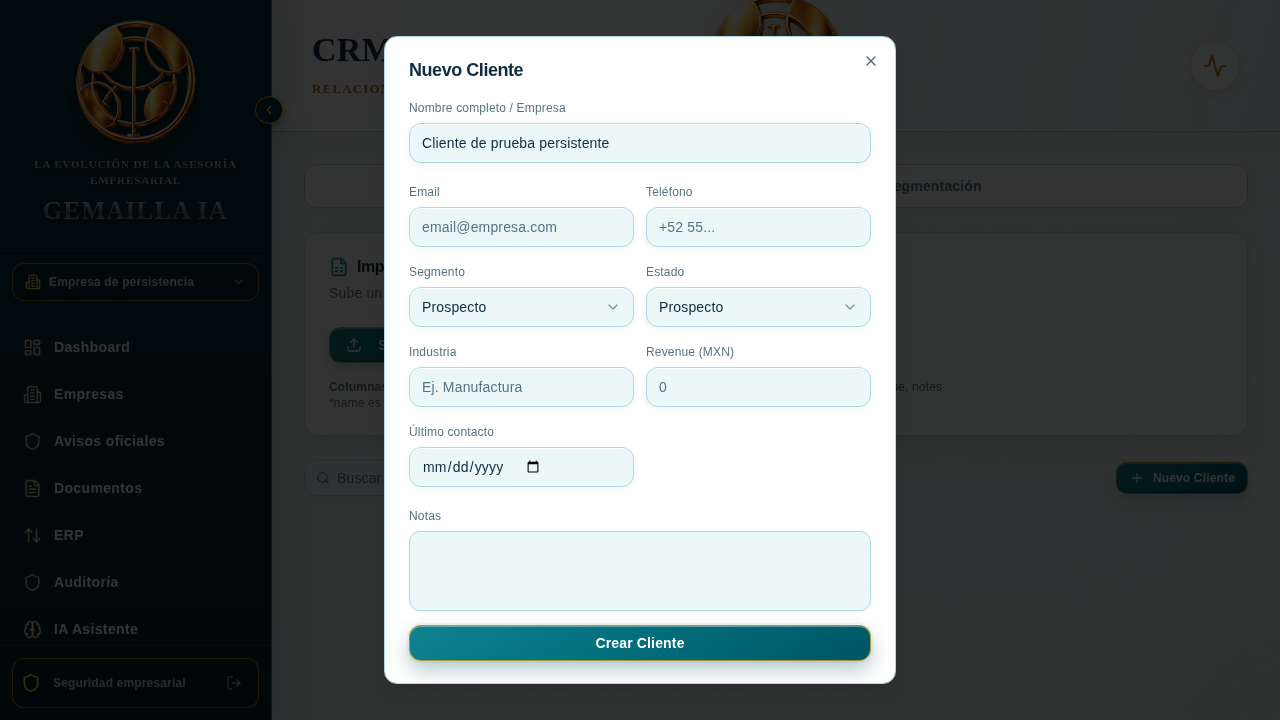 LA EVOLUCIÓN DE LA ASESORÍA
EMPRESARIAL
GEMAILLA IA
Empresa de persistencia
Dashboard
Empresas
Avisos oficiales
Documentos
ERP
Auditoría
IA Asistente
Seguridad empresarial
CRM
Sube un
Buscar
*name es
notes
Nuevo Cliente
Nuevo Cliente
Nombre completo / Empresa
Cliente de prueba persistente
Email
Teléfono
email@empresa.com
+52 55...
Segmento
Estado
Prospecto
Prospecto
Industria
Revenue (MXN)
Ej. Manufactura
0
Último contacto
mm/dd/yyyy
Notas
Crear Cliente